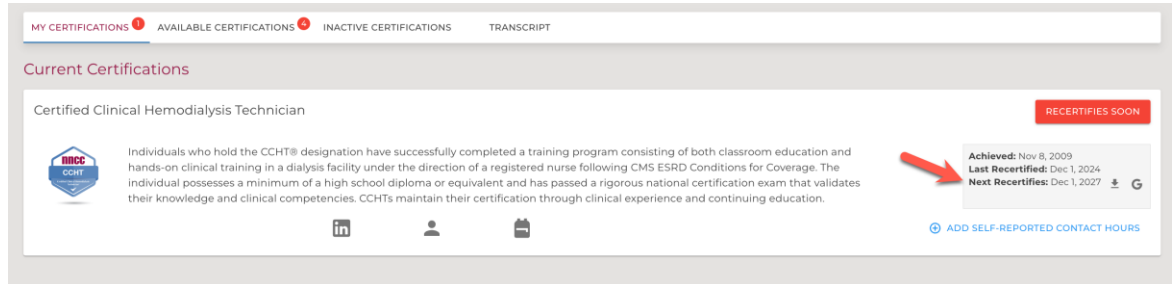 MY CERTIFICATIONS 1 AVAILABLE CERTIFICATIONS 4 INACTIVE CERTIFICATIONS TRANSCRIPT
Current Certifications
Certified Clinical Hemodialysis Technician
RECERTIFIES SOON
nncc
CCHT
Individuals who hold the CCHT® designation have successfully completed a training program consisting of both classroom education and
hands-on clinical training in a dialysis facility under the direction of a registered nurse following CMS ESRD Conditions for Coverage. The
individual possesses a minimum of a high school diploma or equivalent and has passed a rigorous national certification exam that validates
their knowledge and clinical competencies. CCHTs maintain their certification through clinical experience and continuing education.
Achieved: Nov 8, 2009
Last Recertified: Dec 1, 2024
Next Recertifies: Dec 1, 2027 G
in
ADD SELF-REPORTED CONTACT HOURS